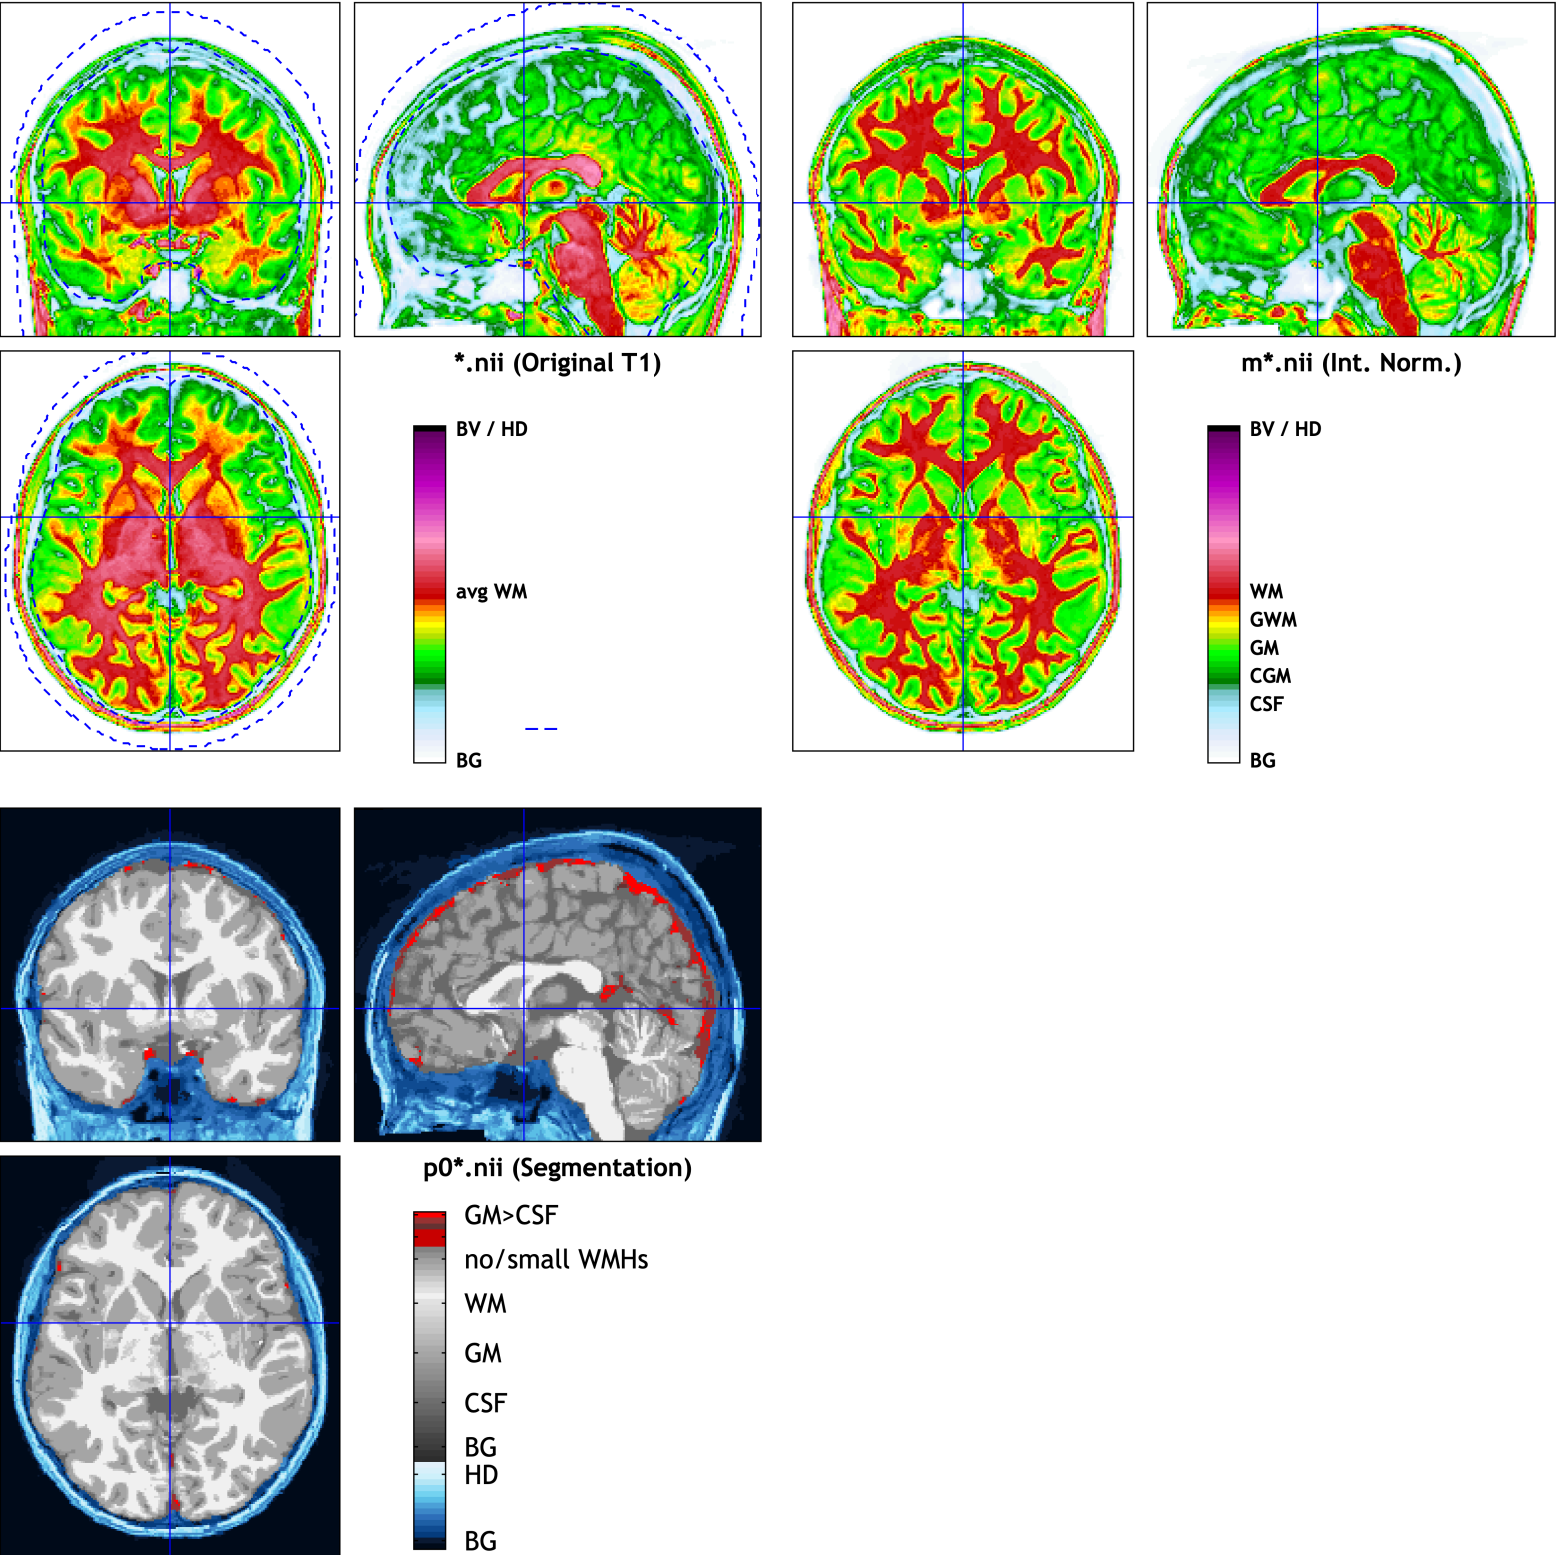 *.nii (Original T1)
BV / HD
avg WM
BG
m*.nii (Int. Norm.)
BV / HD
WM
GWM
GM
CGM
CSF
BG
p0*.nii (Segmentation)
GM>CSF
no/small WMHs
WM
GM
CSF
BG
HD
BG